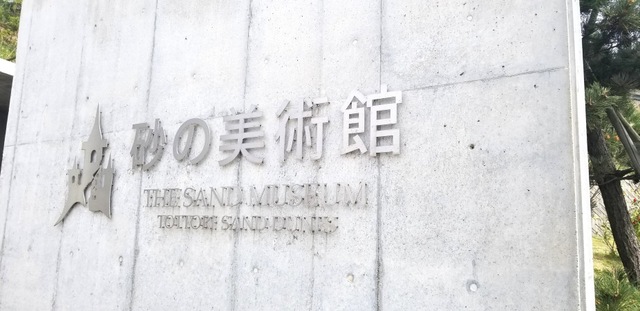 砂の美術館
THE SAND MUSEUM
TOTTORI SAND DUNES